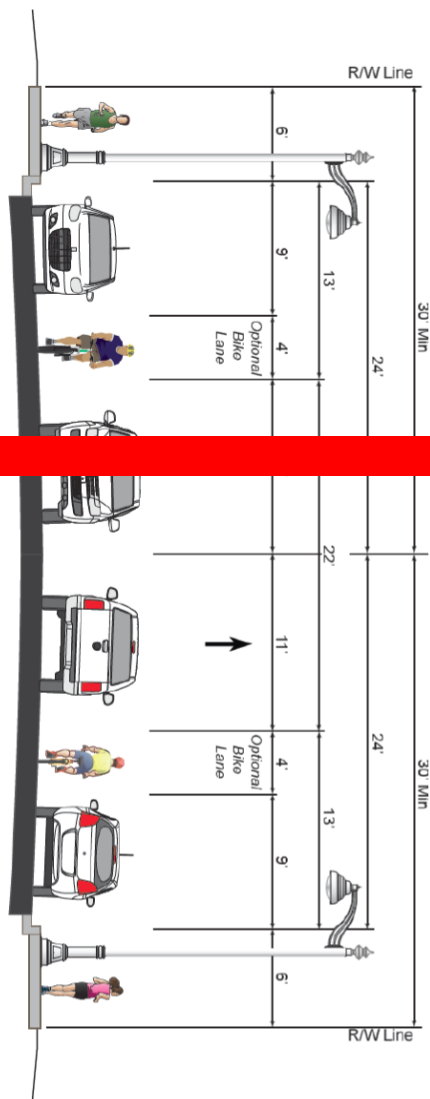 R/W Line
6'
9'
13'
30' Min
24'
4'
Optional
Bike
Lane
22'
11'
24'
30' Min
4'
Optional
Bike
Lane
13'
9'
6'
R/W Line